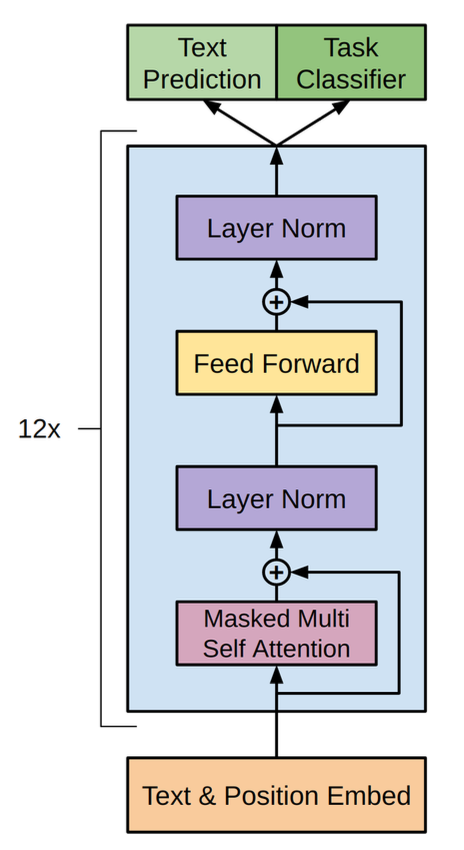 Text
Prediction
Task
Classifier
Layer Norm
Feed Forward
12x
Layer Norm
Masked Multi
Self Attention
Text & Position Embed